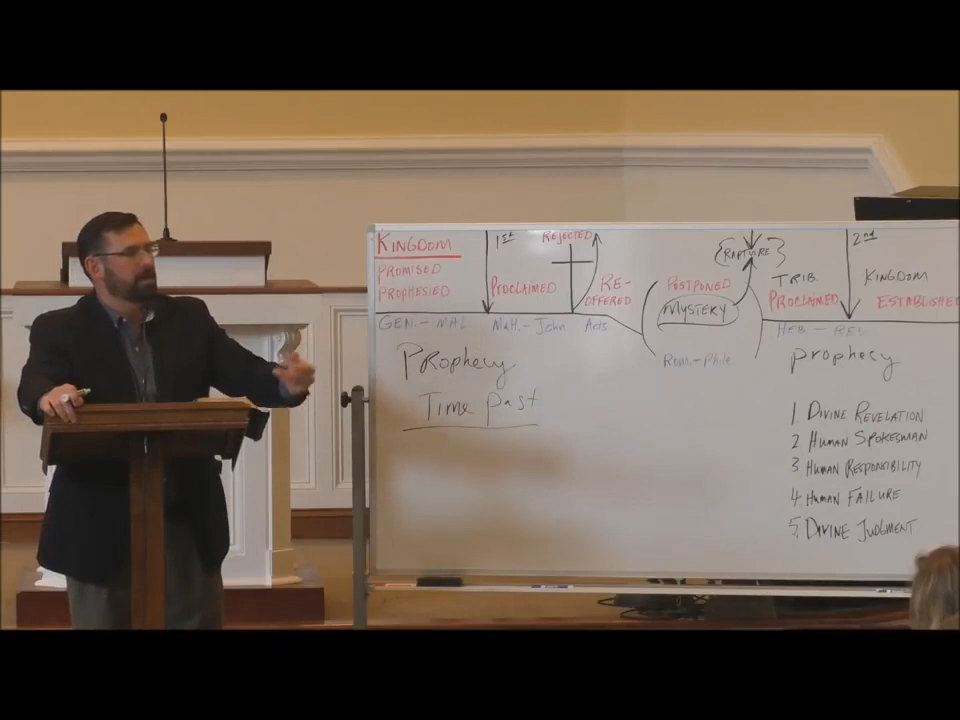 KINGDOM
PROMISED
PROPHESIED
GEN. - MAL.
1st
PROCLAIMED
Matt. - John
REJECTED
RE-
OFFERED
Acts
POSTPONED
MYSTERY
Rom. - Phile
{RAPTURE}
TRIB.
PROCLAIMED
HEB - REV
2nd
KINGDOM
ESTABLISHED
Prophecy
Time Past
prophecy
1 DIVINE REVELATION
2 HUMAN SPOKESMAN
3. HUMAN RESPONSIBILITY
4. HUMAN FAILURE
5. DIVINE JUDGMENT